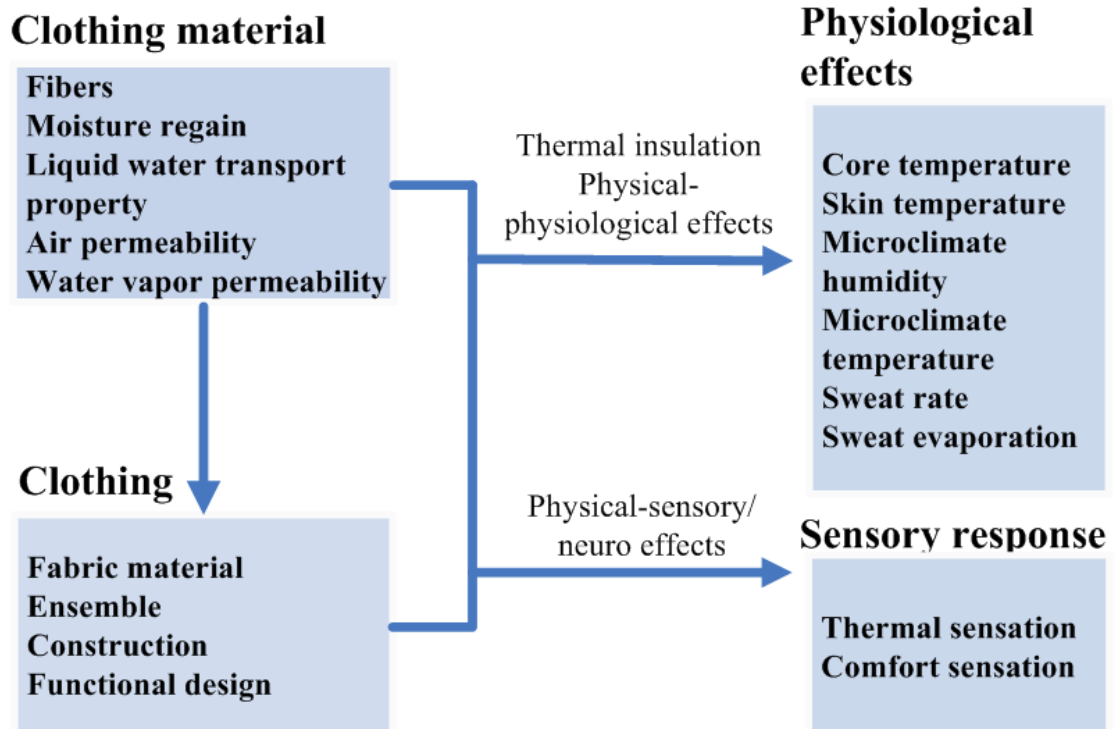 Clothing material
Fibers
Moisture regain
Liquid water transport
property
Air permeability
Water vapor permeability
Clothing
Fabric material
Ensemble
Construction
Functional design
Thermal insulation
Physical-
physiological effects
Physical-sensory/
neuro effects
Physiological
effects
Core temperature
Skin temperature
Microclimate
humidity
Microclimate
temperature
Sweat rate
Sweat evaporation
Sensory response
Thermal sensation
Comfort sensation